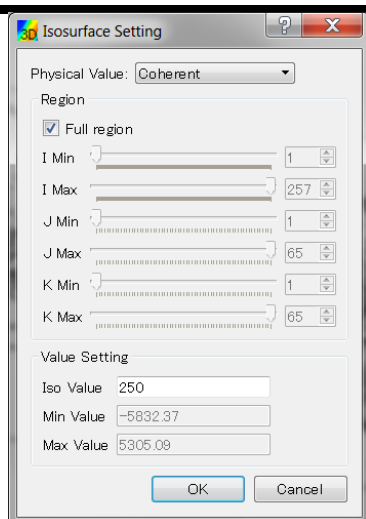 3D Isosurface Setting ? X
Physical Value: Coherent
Region
Full region
I Min 1
I Max 257
J Min 1
J Max 65
K Min 1
K Max 65
Value Setting
Iso Value 250
Min Value -5832.37
Max Value 5305.09
OK Cancel